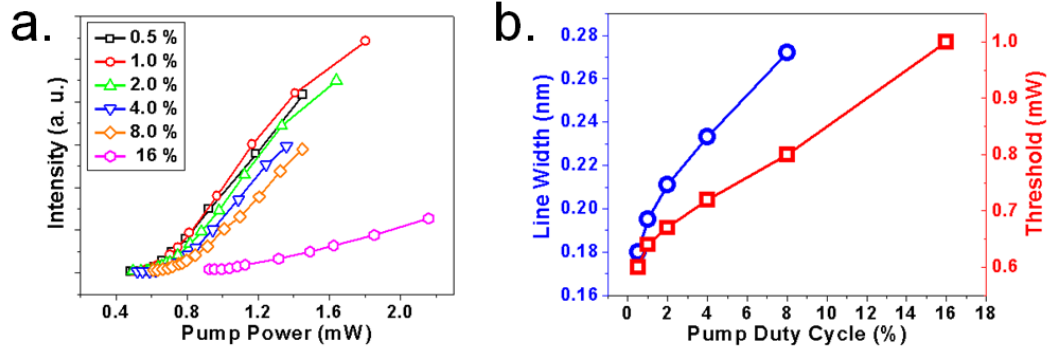 a.
0.5 %
1.0 %
2.0 %
4.0 %
8.0 %
16 %
Intensity (a. u.)
0.4
0.8
1.2
1.6
2.0
Pump Power (mW)
b.
0.28
0.26
0.24
0.22
0.20
0.18
0.16
Line Width (nm)
1.0
0.9
0.8
0.7
0.6
Threshold (mW)
0 2 4 6 8 10 12 14 16 18
Pump Duty Cycle (%)